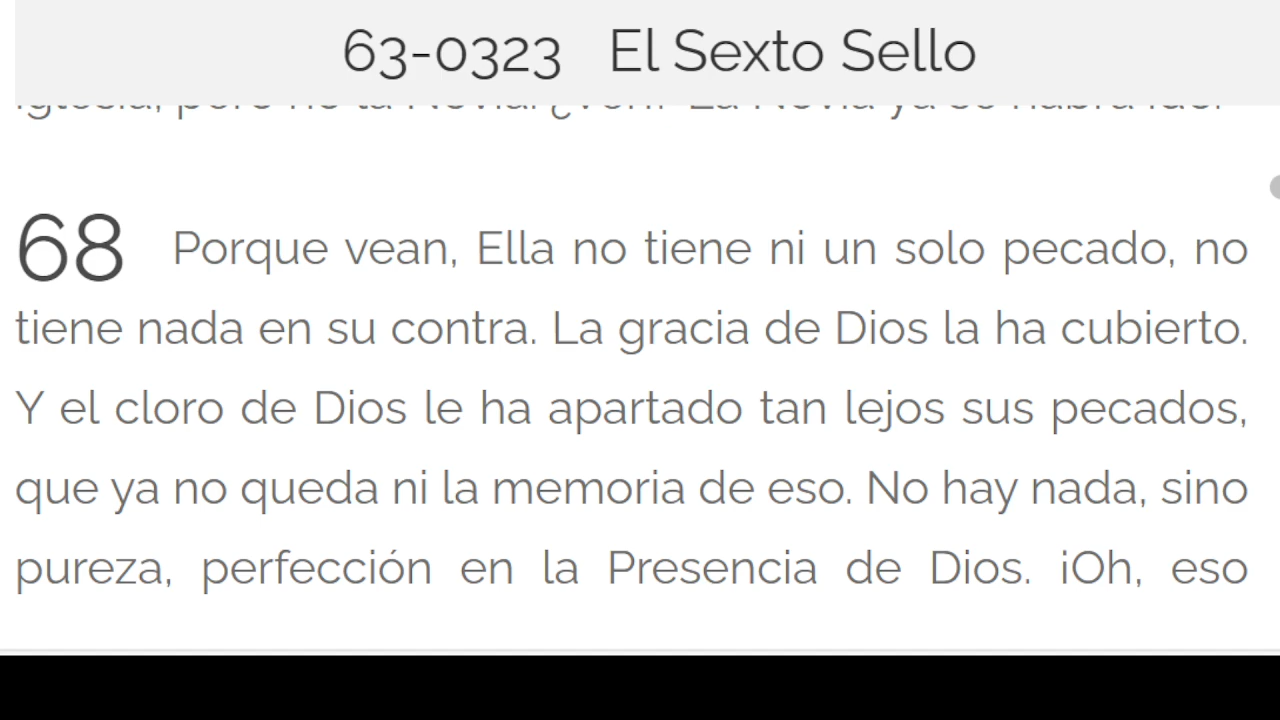 63-0323 El Sexto Sello
68 Porque vean, Ella no tiene ni un solo pecado, no
tiene nada en su contra. La gracia de Dios la ha cubierto.
Y el cloro de Dios le ha apartado tan lejos sus pecados,
que ya no queda ni la memoria de eso. No hay nada, sino
pureza, perfección en la Presencia de Dios. ¡Oh, eso